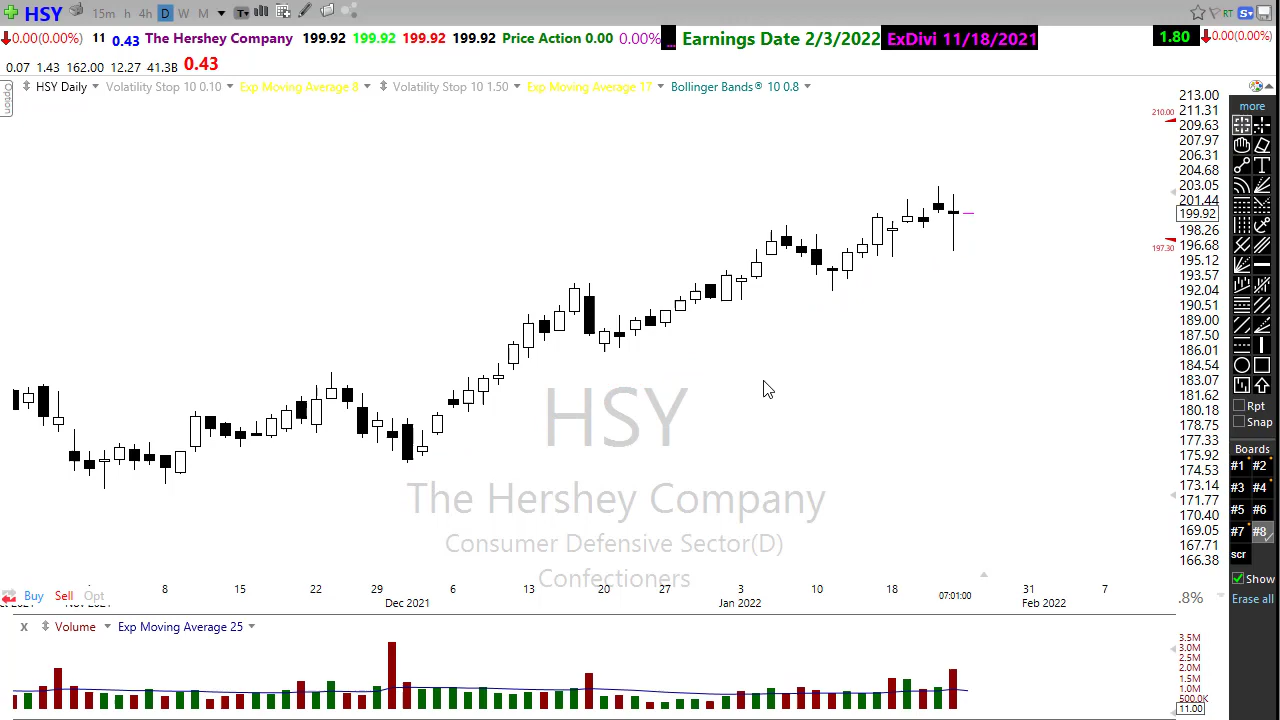 HSY 15m h 4h D W M RT S
0.00(0.00%) 11 0.43 The Hershey Company 199.92 199.92 199.92 199.92 Price Action 0.00 0.00% ... Earnings Date 2/3/2022 ExDivi 11/18/2021 1.80 0.00(0.00%)
0.07 1.43 162.00 12.27 41.3B 0.43
HSY Daily Volatility Stop 10 0.10 Exp Moving Average 8 Volatility Stop 10 1.50 Exp Moving Average 17 Bollinger Bands® 10 0.8
Option
213.00
211.31
209.63
207.97
206.31
204.68
203.05
201.44
199.92
198.26
196.68
195.12
193.57
192.04
190.51
189.00
187.50
186.01
184.54
183.07
181.62
180.18
178.75
177.33
175.92
174.53
173.14
171.77
170.40
169.05
167.71
166.38
210.00
197.30
more
Rpt
Snap
Boards
#1 #2
#3 #4
#5 #6
#7 #8
scr
Show
Erase all
HSY
The Hershey Company
Consumer Defensive Sector(D)
Confectioners
Buy Sell Opt
8 15 22 29 6 13 20 27 3 10 18 07:01:00 31 7
Dec 2021 Jan 2022 Feb 2022
.8%
X Volume Exp Moving Average 25
3.5M
3.0M
2.5M
2.0M
1.5M
1.0M
500.0K
11.00